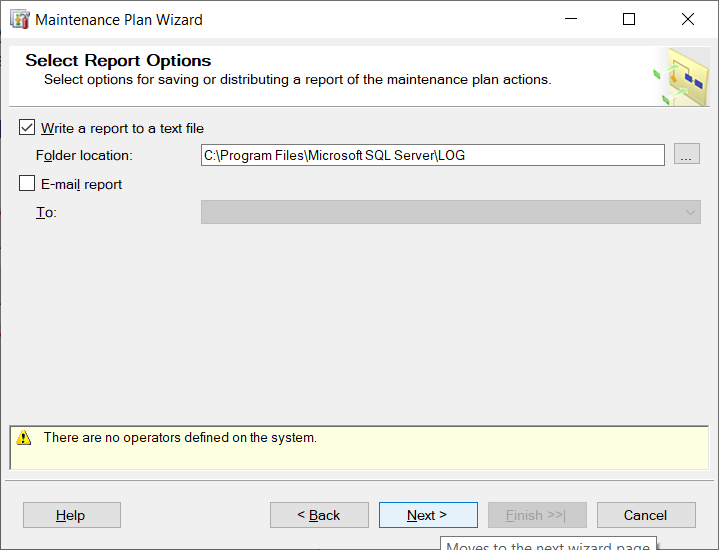 Maintenance Plan Wizard
Select Report Options
Select options for saving or distributing a report of the maintenance plan actions.
Write a report to a text file
Folder location: C:\Program Files\Microsoft SQL Server\LOG ...
E-mail report
To:
There are no operators defined on the system.
Help < Back Next > Finish >>| Cancel
Moves to the next wizard page